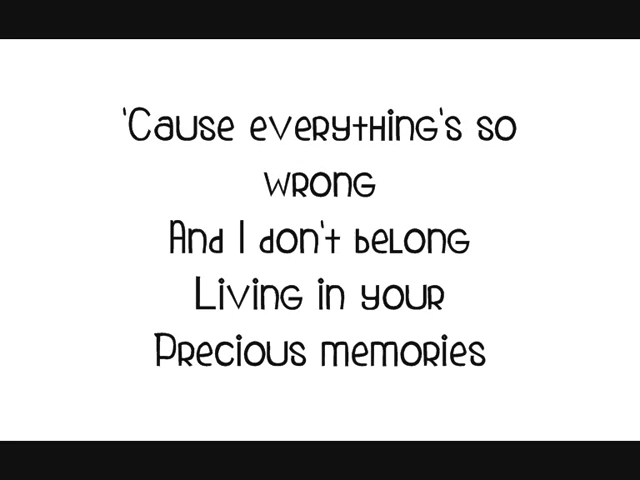 'Cause everything's so
wrong
And I don't belong
Living in your
Precious memories